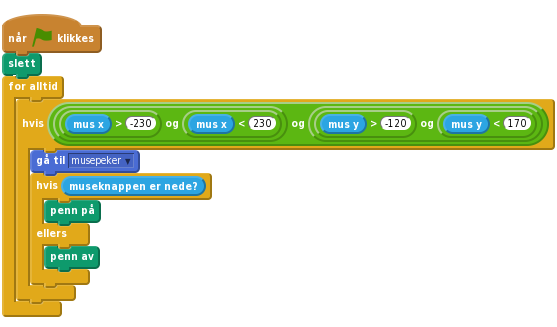 når klikkes
slett
for alltid
hvis mus x > -230 og mus x < 230 og mus y > -120 og mus y < 170
gå til musepeker
hvis museknappen er nede?
penn på
ellers
penn av